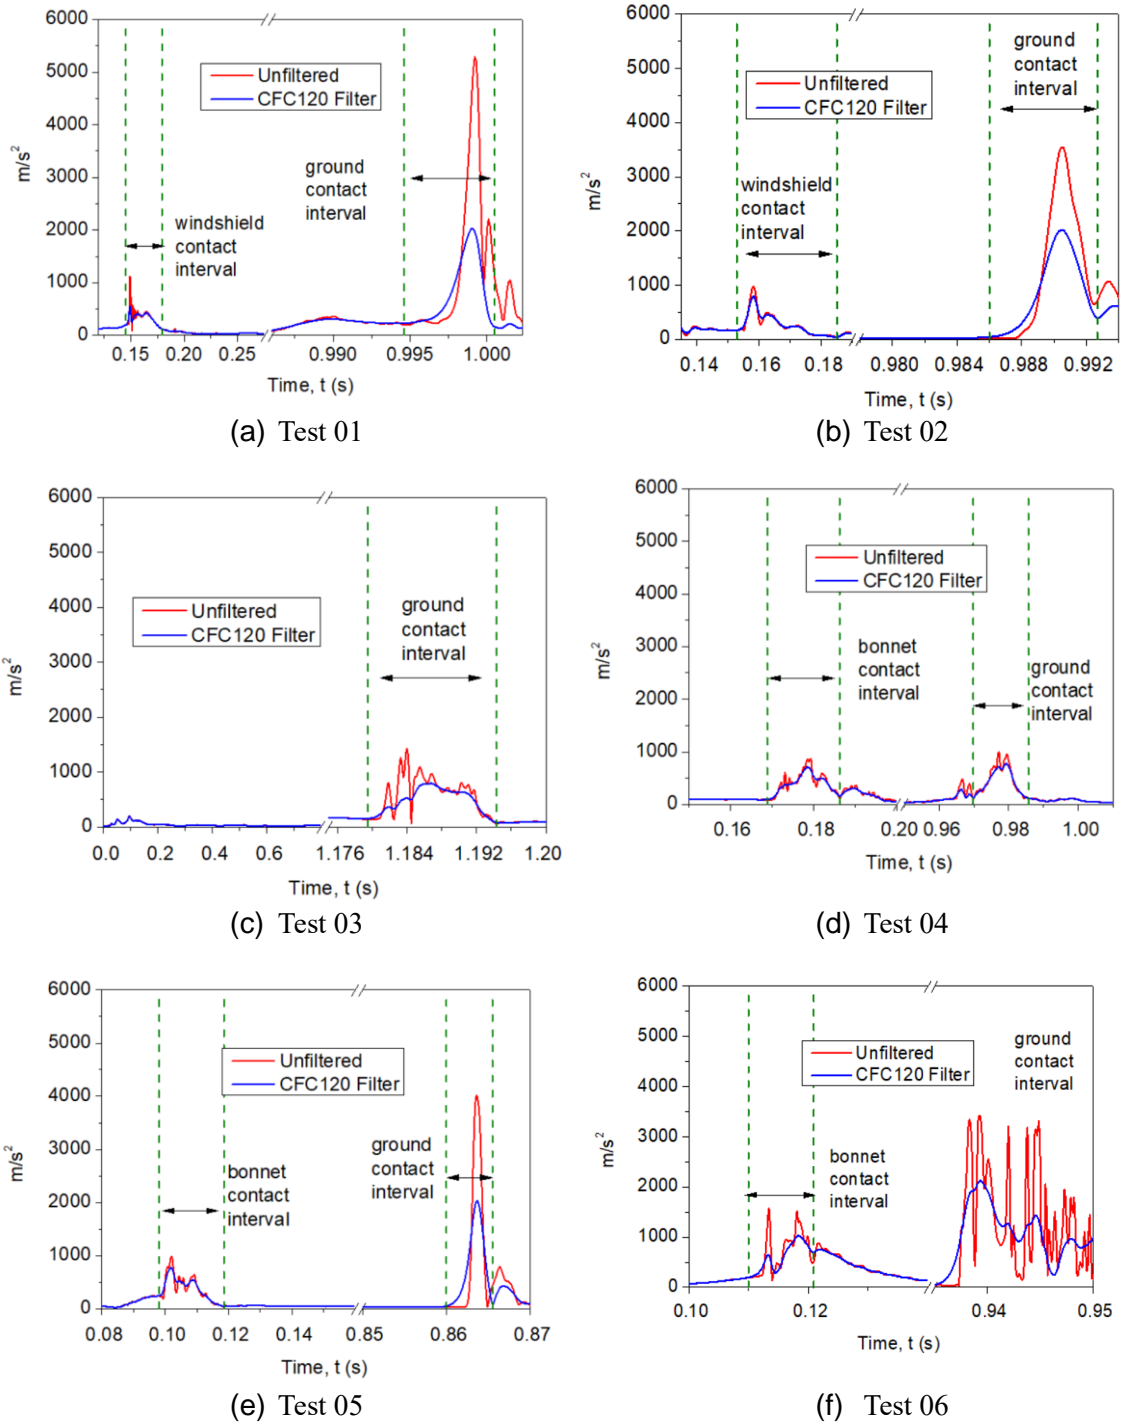 6000
5000
4000
3000
2000
1000
0
m/s²
Unfiltered
CFC120 Filter
windshield
contact
interval
ground
contact
interval
0.15 0.20 0.25 0.990 0.995 1.000
Time, t (s)
(a) Test 01
6000
5000
4000
3000
2000
1000
0
m/s²
Unfiltered
CFC120 Filter
ground
contact
interval
windshield
contact
interval
0.14 0.16 0.18 0.980 0.984 0.988 0.992
Time, t (s)
(b) Test 02
6000
5000
4000
3000
2000
1000
0
m/s²
Unfiltered
CFC120 Filter
ground
contact
interval
0.0 0.2 0.4 0.6 1.176 1.184 1.192 1.20
Time, t (s)
(c) Test 03
6000
5000
4000
3000
2000
1000
0
m/s²
Unfiltered
CFC120 Filter
bonnet
contact
interval
ground
contact
interval
0.16 0.18 0.20 0.96 0.98 1.00
Time, t (s)
(d) Test 04
6000
5000
4000
3000
2000
1000
0
m/s²
Unfiltered
CFC120 Filter
bonnet
contact
interval
ground
contact
interval
0.08 0.10 0.12 0.14 0.85 0.86 0.87
Time, t (s)
(e) Test 05
6000
5000
4000
3000
2000
1000
0
m/s²
Unfiltered
CFC120 Filter
ground
contact
interval
bonnet
contact
interval
0.10 0.12 0.94 0.95
Time, t (s)
(f) Test 06